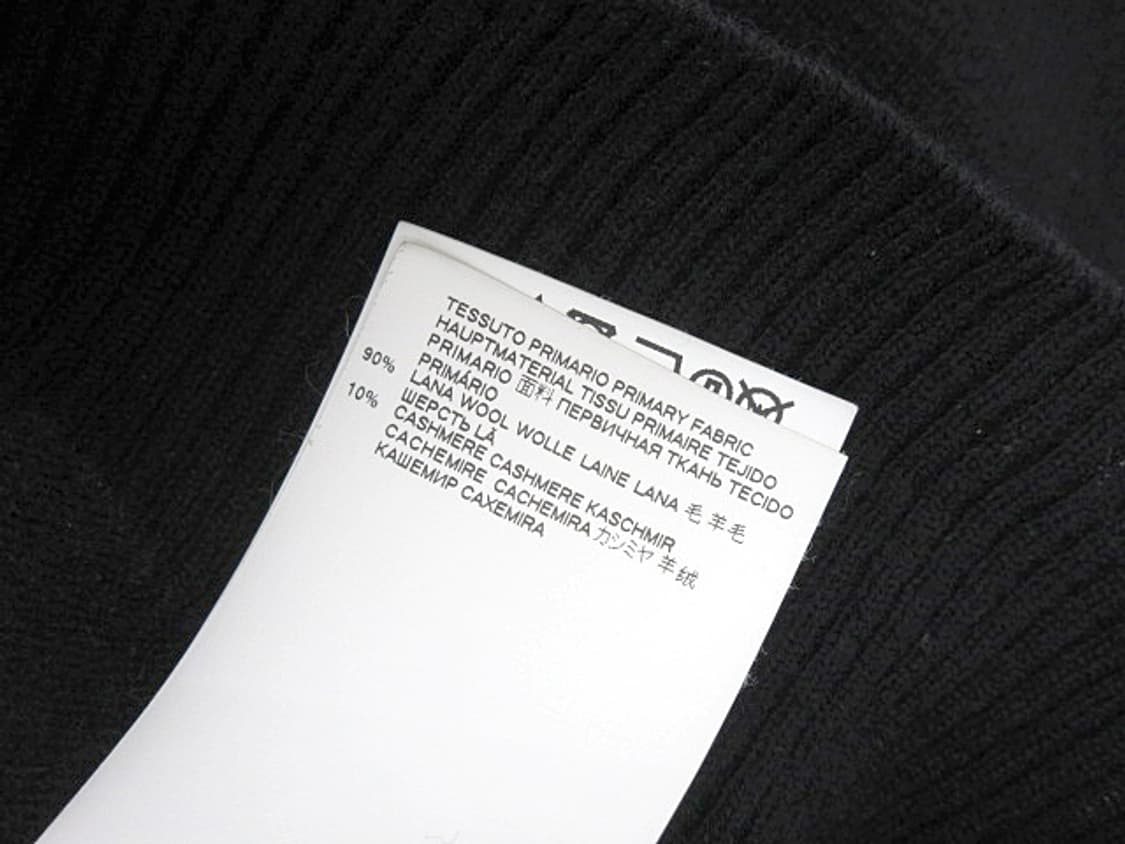 TESSUTO PRIMARIO PRIMARY FABRIC
HAUPTMATERIAL TISSU PRIMAIRE TEJIDO
PRIMARIO 面料 ПЕРВИЧНАЯ ТКАНЬ TECIDO
PRIMÁRIO
90% LANA WOOL WOLLE LAINE LANA 毛 羊毛
ШЕРСТЬ LÃ
10% CASHMERE CASHMERE KASCHMIR
CACHEMIRE CACHEMIRA カシミヤ 羊绒
КАШЕМИР CAXEMIRA